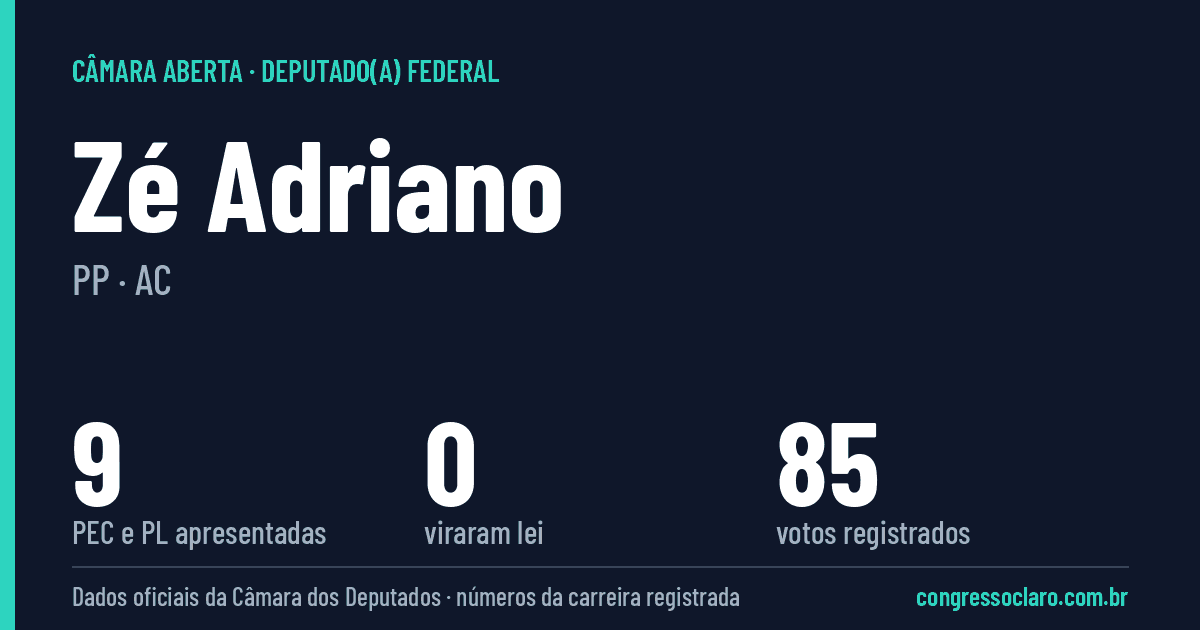 CÂMARA ABERTA · DEPUTADO(A) FEDERAL
Zé Adriano
PP · AC
9 0 85
PEC e PL apresentadas viraram lei votos registrados
Dados oficiais da Câmara dos Deputados · números da carreira registrada congressoclaro.com.br